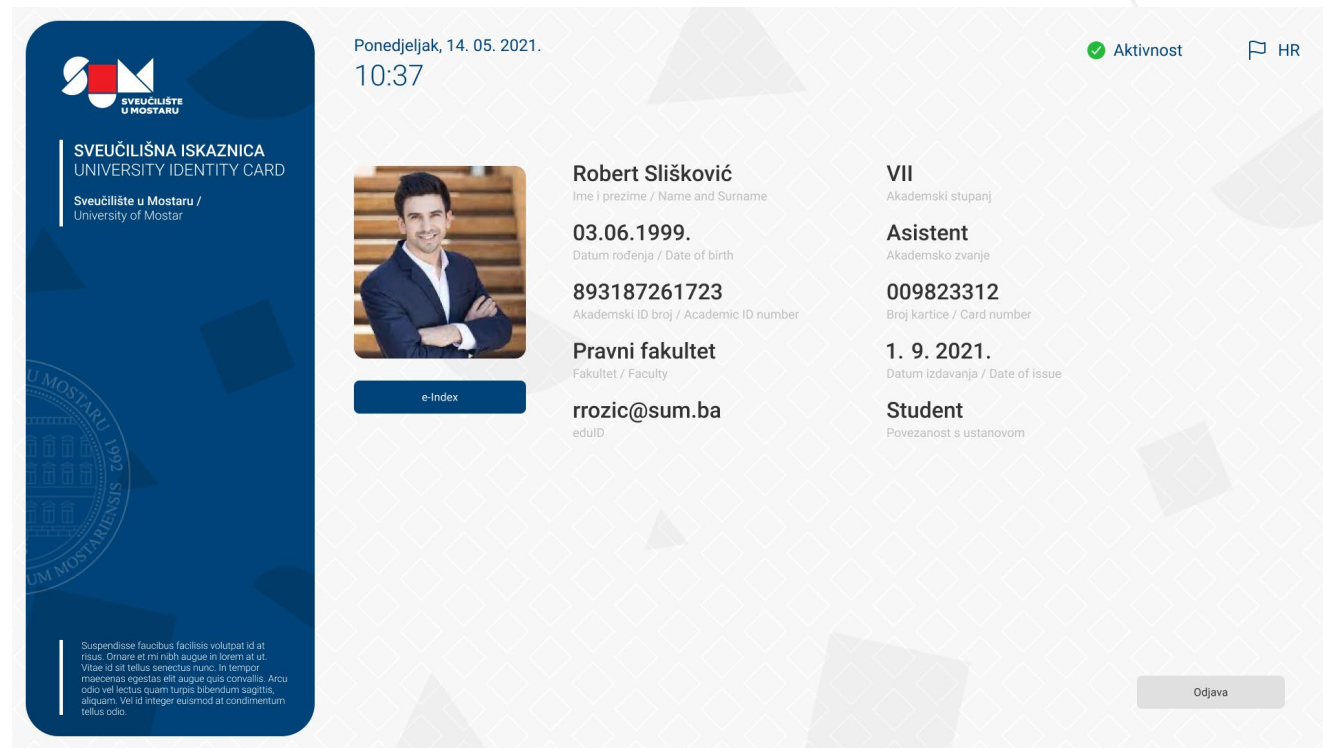 SVEUČILIŠTE
U MOSTARU
SVEUČILIŠNA ISKAZNICA
UNIVERSITY IDENTITY CARD
Sveučilište u Mostaru /
University of Mostar
Suspendisse faucibus facilisis volutpat id at
risus. Ornare et mi nibh augue in lorem at ut.
Vitae id sit tellus senectus nunc. In tempor
maecenas egestas elit augue quis convallis. Arcu
odio vel lectus quam turpis bibendum sagittis,
aliquam. Vel id integer euismod at condimentum
tellus odio.
Ponedjeljak, 14. 05. 2021.
10:37
Aktivnost
HR
e-Index
Robert Slišković
Ime i prezime / Name and Surname
03.06.1999.
Datum rođenja / Date of birth
893187261723
Akademski ID broj / Academic ID number
Pravni fakultet
Fakultet / Faculty
rrozic@sum.ba
eduID
VII
Akademski stupanj
Asistent
Akademsko zvanje
009823312
Broj kartice / Card number
1. 9. 2021.
Datum izdavanja / Date of issue
Student
Povezanost s ustanovom
Odjava